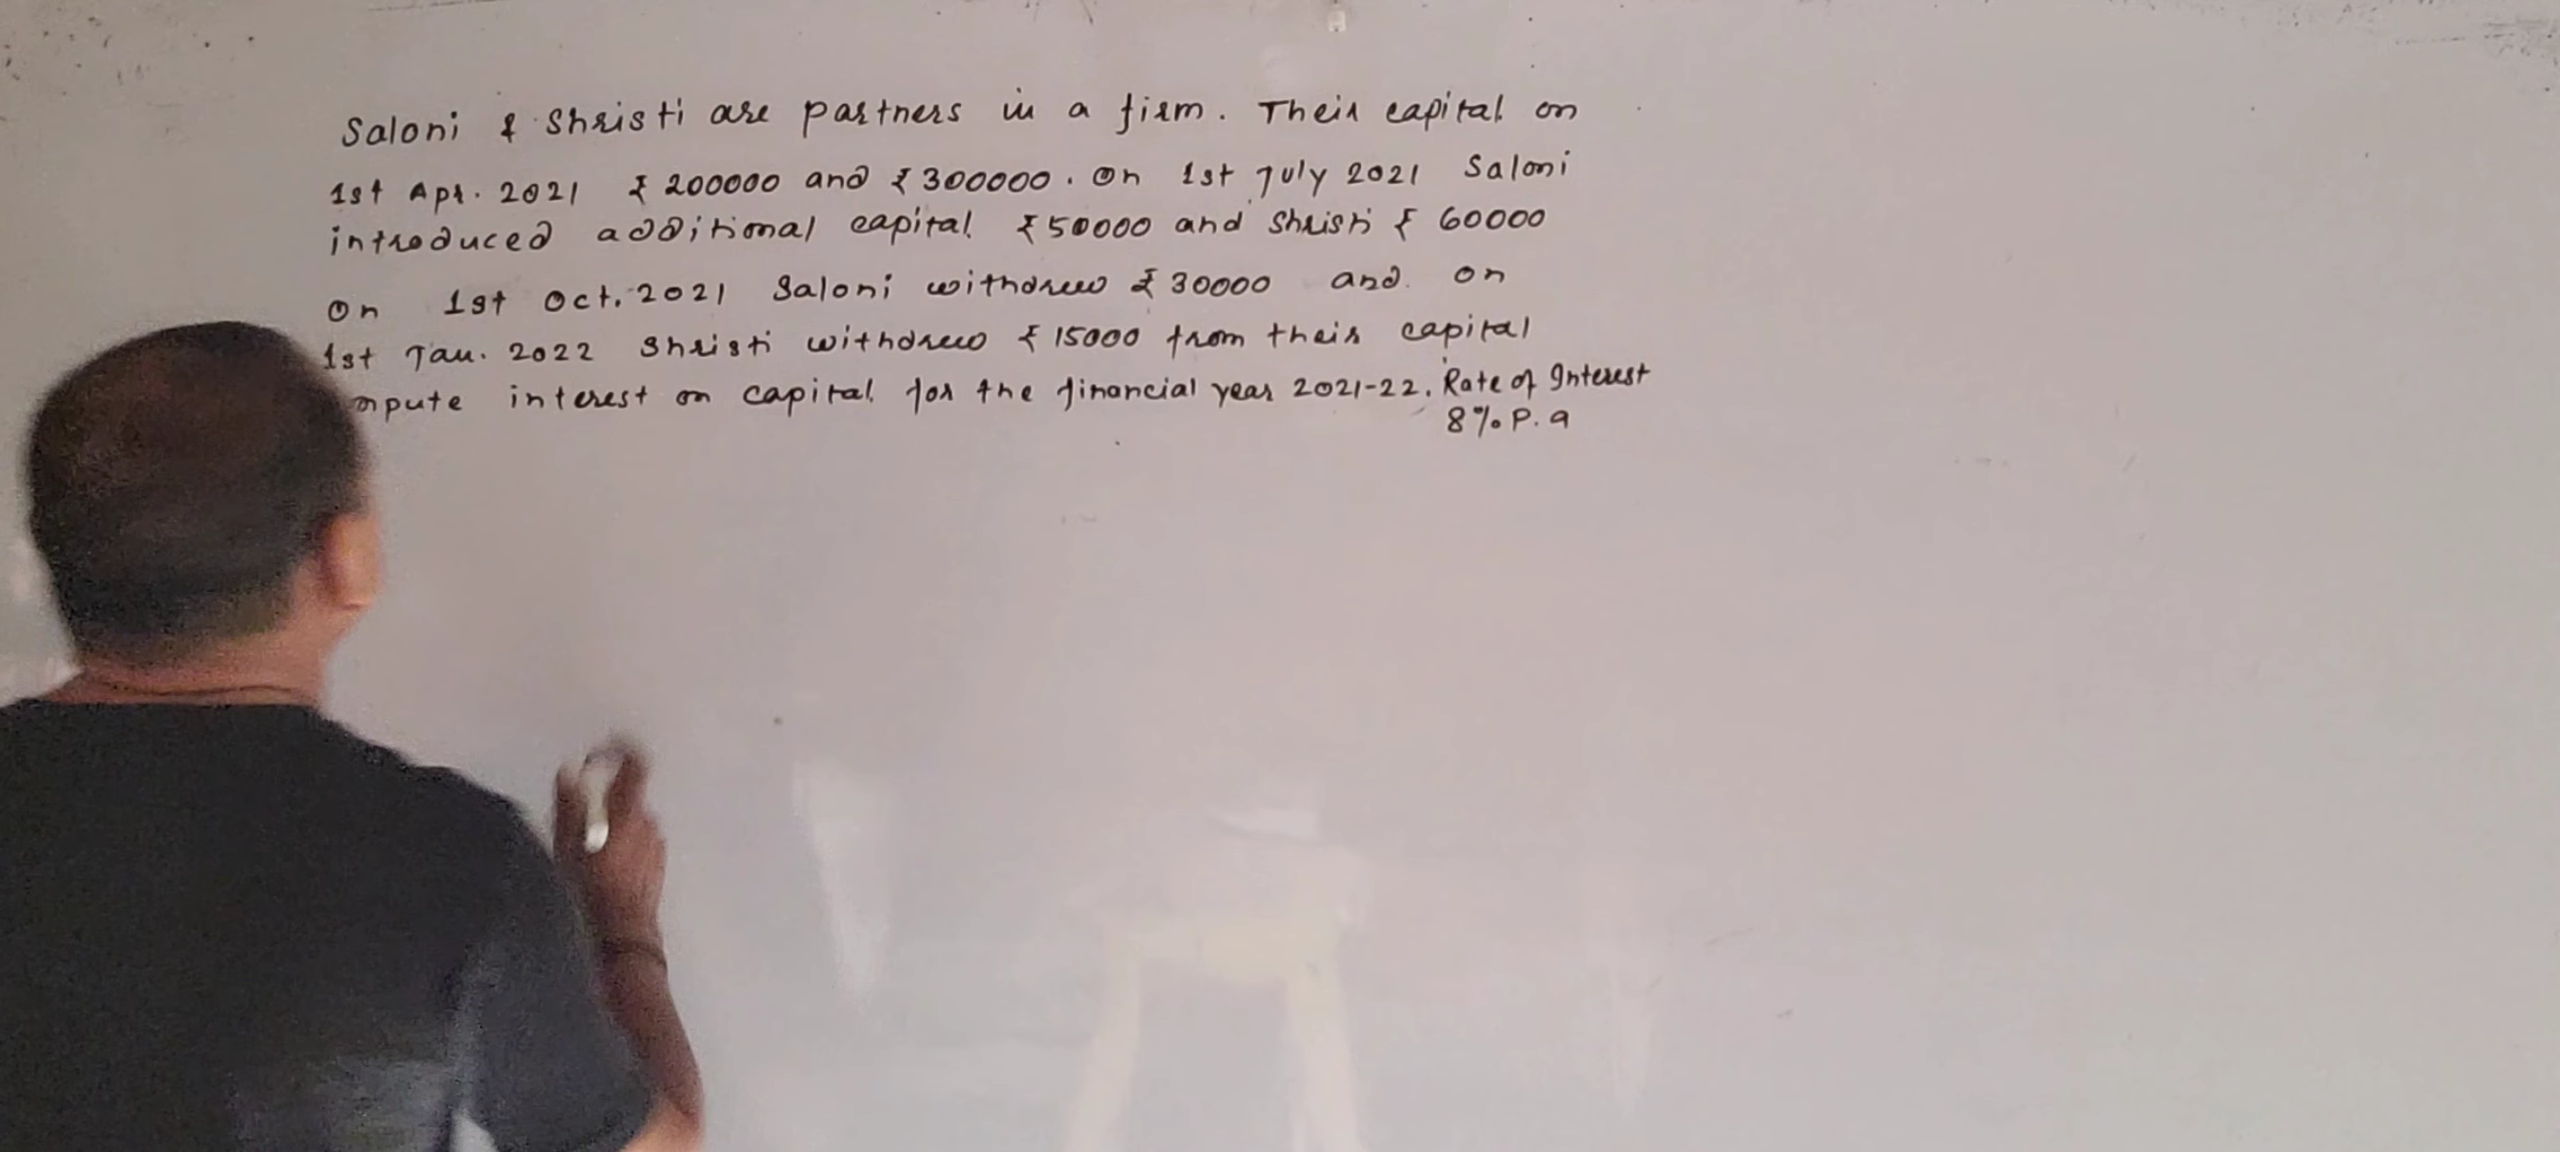 Saloni & Shristi are partners in a firm. Their capital on
1st Apr. 2021 ₹ 200000 and ₹ 300000. On 1st July 2021 Saloni
introduced additional capital ₹ 50000 and Shristi ₹ 60000
On 1st Oct. 2021 Saloni withdrew ₹ 30000 and on
1st Jan. 2022 Shristi withdrew ₹ 15000 from their capital
mpute interest on capital for the financial year 2021-22. Rate of Interest
8% P.a